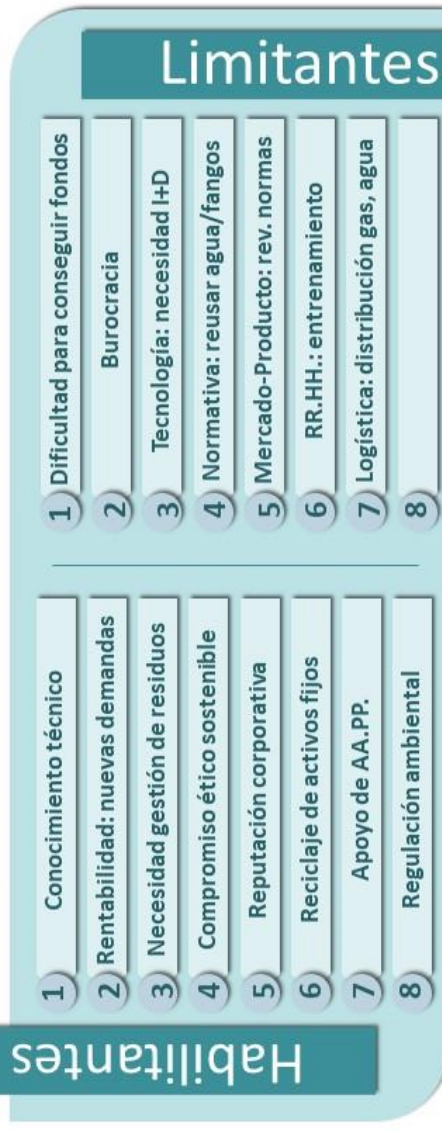 Habilitantes
1 Conocimiento técnico
2 Rentabilidad: nuevas demandas
3 Necesidad gestión de residuos
4 Compromiso ético sostenible
5 Reputación corporativa
6 Reciclaje de activos fijos
7 Apoyo de AA.PP.
8 Regulación ambiental
Limitantes
1 Dificultad para conseguir fondos
2 Burocracia
3 Tecnología: necesidad I+D
4 Normativa: reusar agua/fangos
5 Mercado-Producto: rev. normas
6 RR.HH.: entrenamiento
7 Logística: distribución gas, agua
8